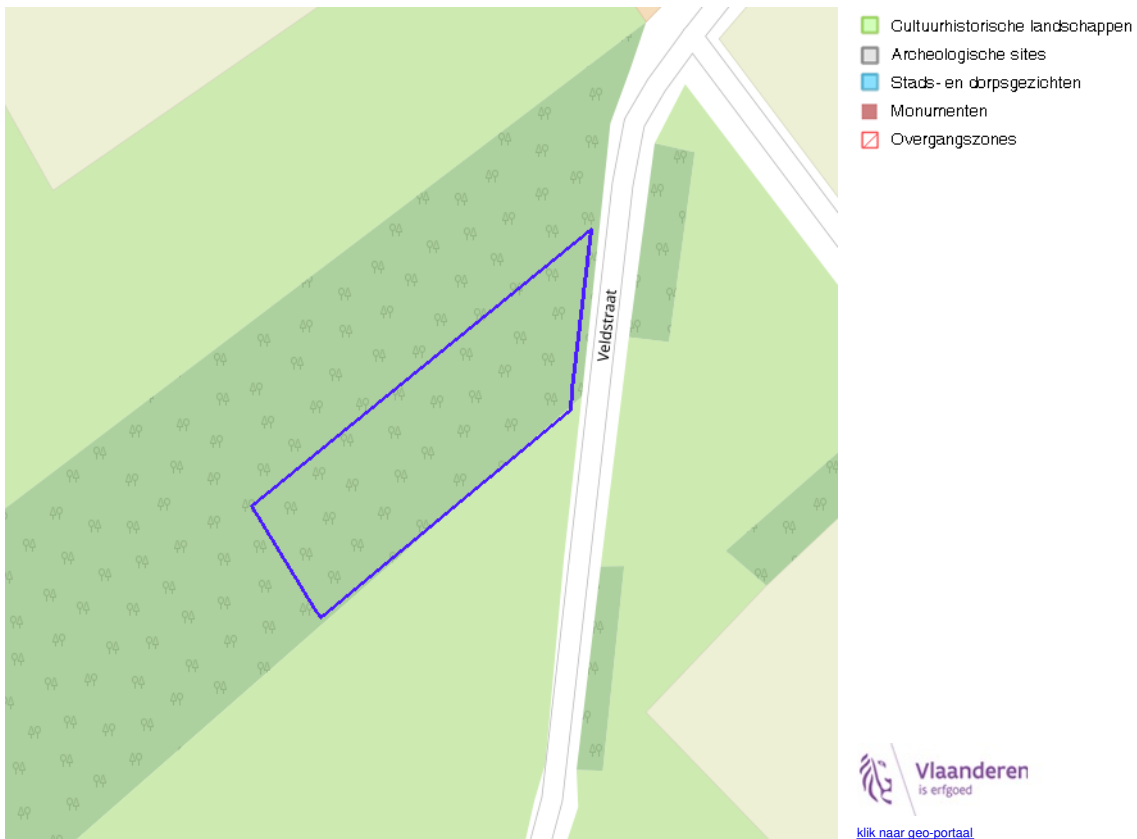 Cultuurhistorische landschappen
Archeologische sites
Stads- en dorpsgezichten
Monumenten
Overgangszones
Veldstraat
Vlaanderen
is erfgoed
klik naar geo-portaal